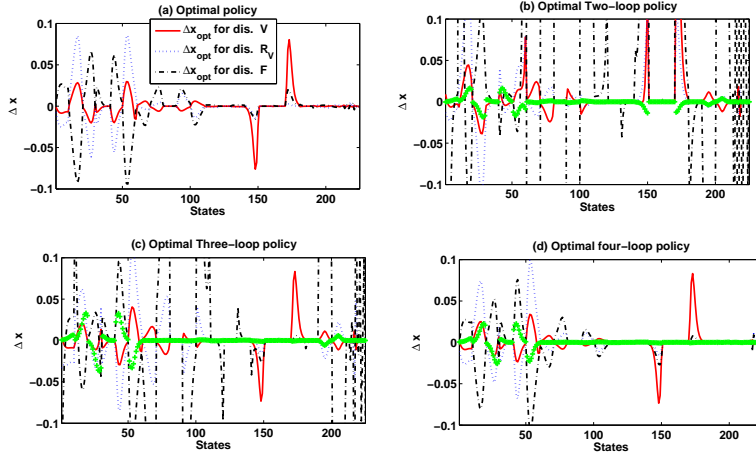 (a) Optimal policy
0.1
0.05
0
−0.05
−0.1
Δ x
50
100
150
200
States
Δx_opt for dis. V
Δx_opt for dis. R_V
Δx_opt for dis. F
(b) Optimal Two−loop policy
0.1
0.05
0
−0.05
−0.1
Δ x
50
100
150
200
States
(c) Optimal Three−loop policy
0.1
0.05
0
−0.05
−0.1
Δ x
50
100
150
200
States
(d) Optimal four−loop policy
0.1
0.05
0
−0.05
−0.1
Δ x
50
100
150
200
States